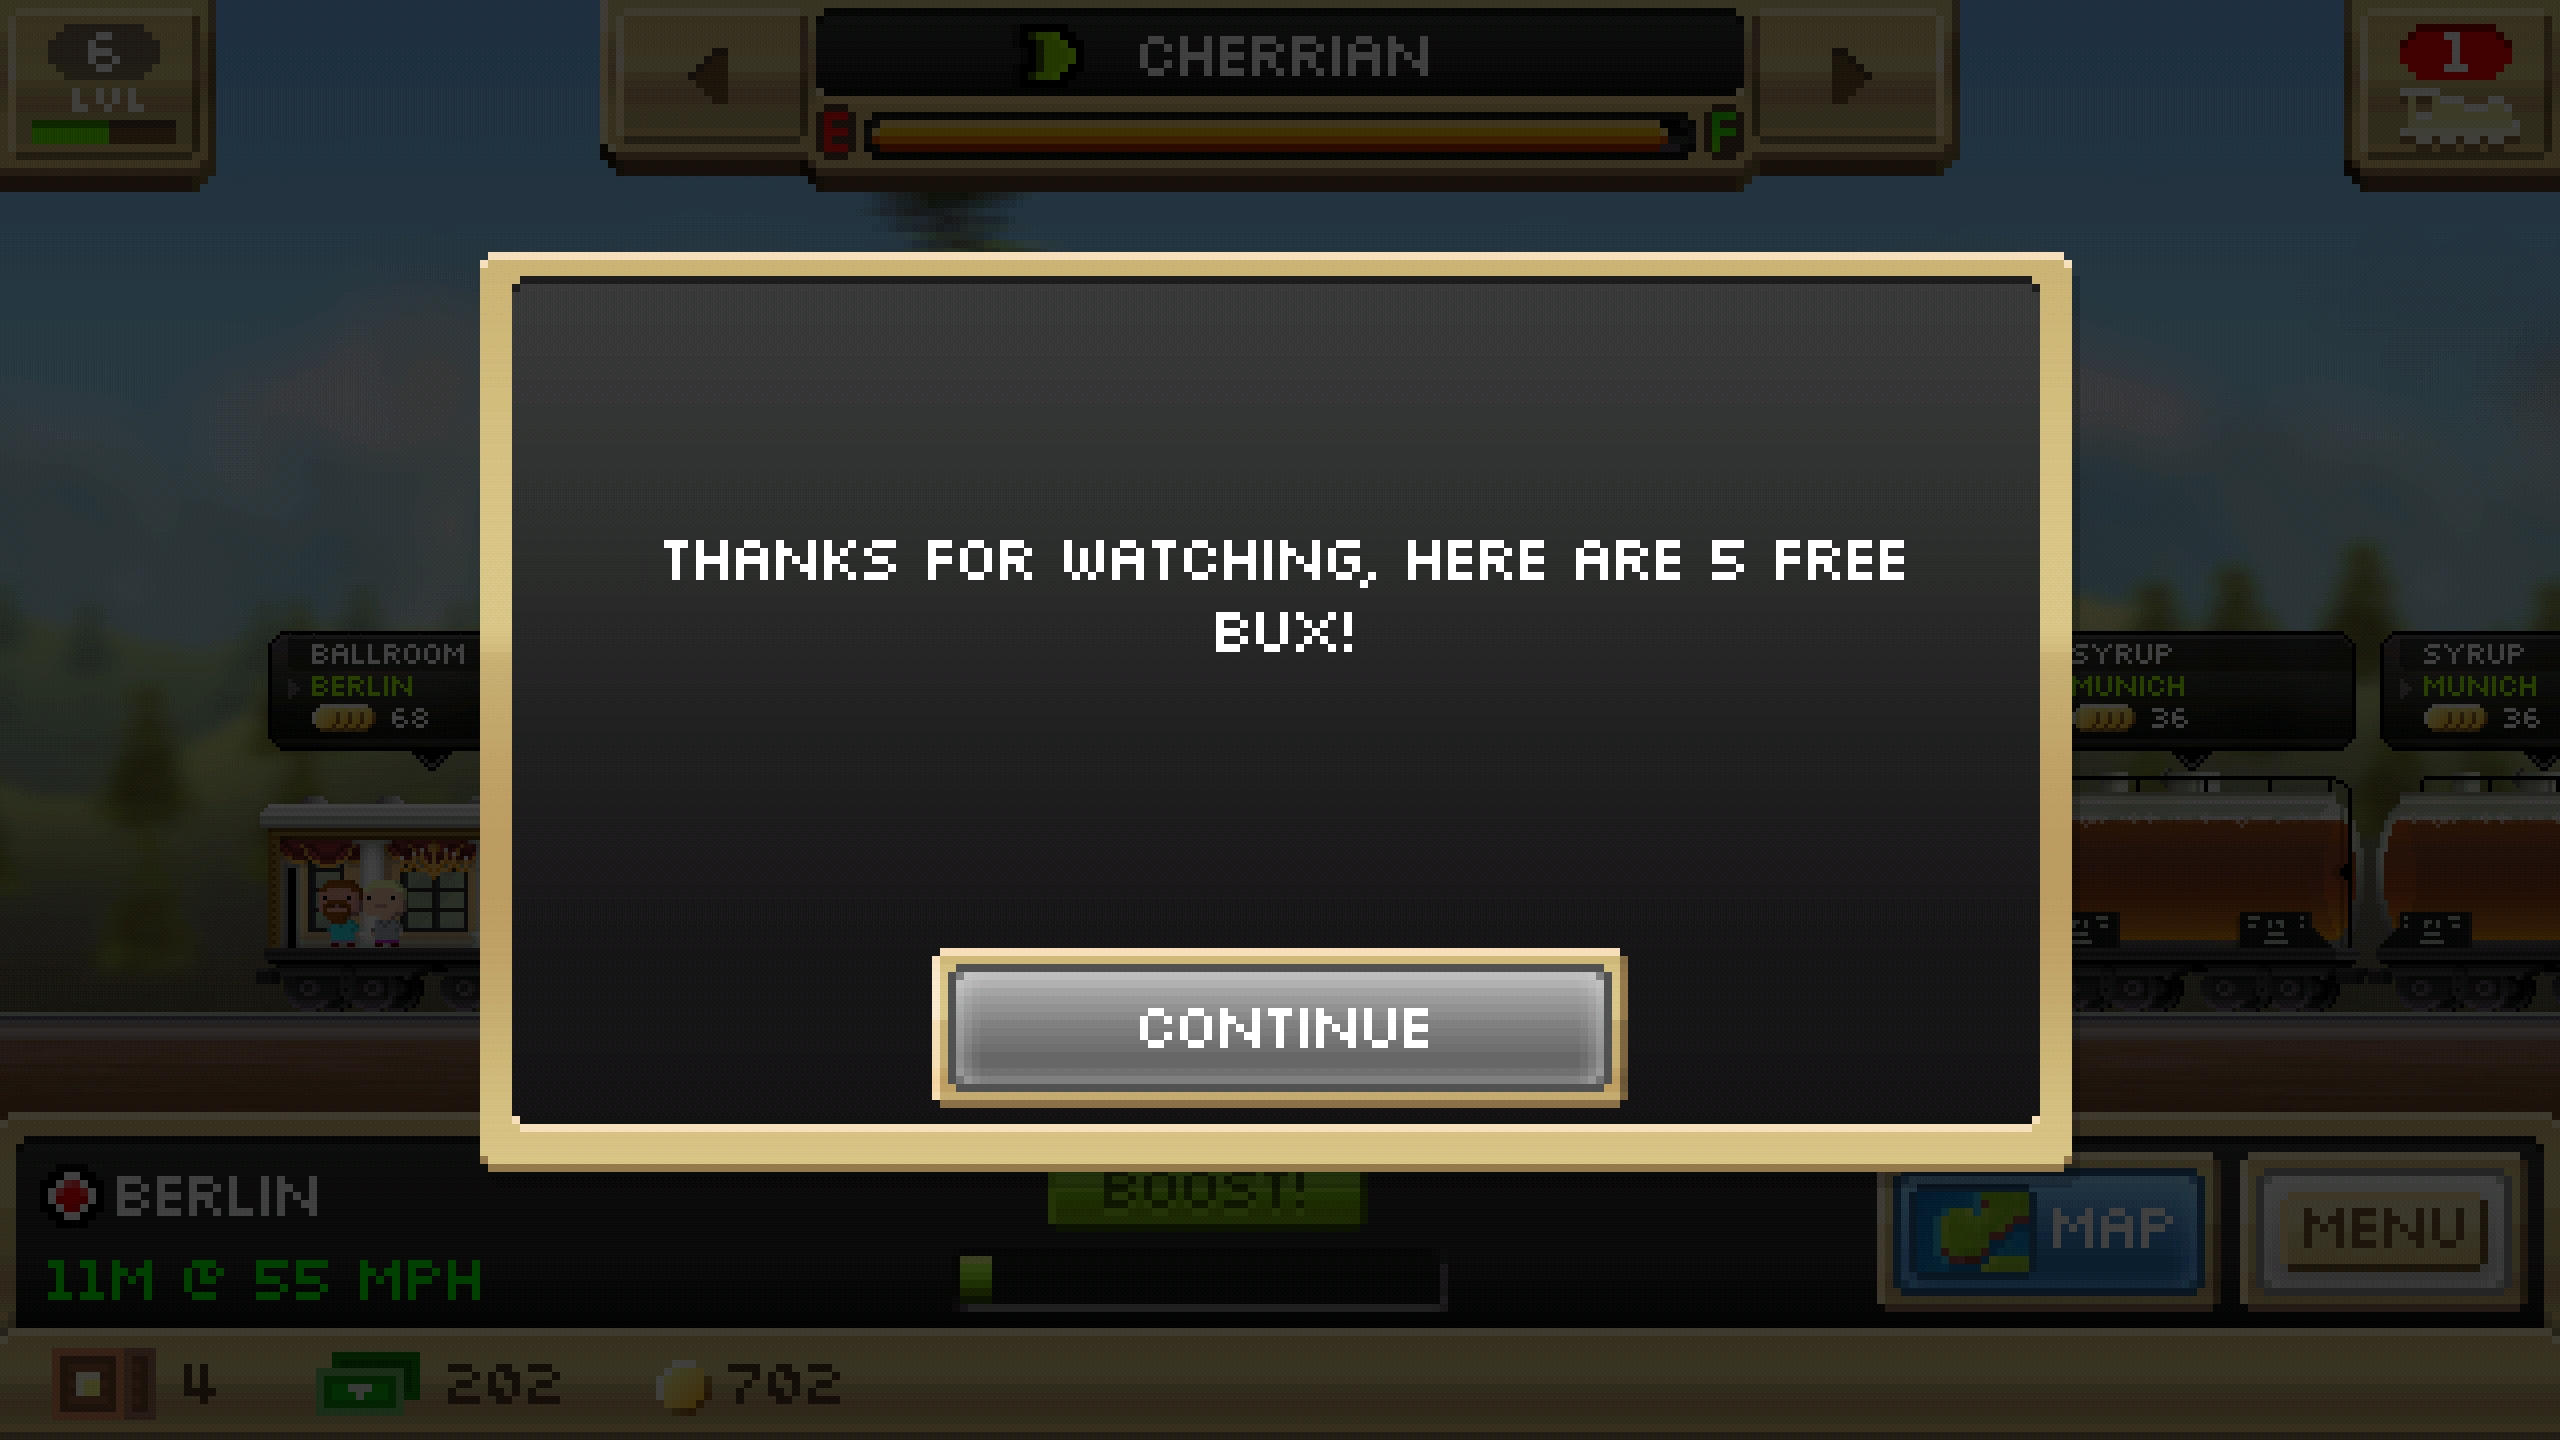 6
LVL
CHERRIAN
E
F
1
THANKS FOR WATCHING, HERE ARE 5 FREE
BUX!
BALLROOM
BERLIN
68
SYRUP
MUNICH
36
SYRUP
MUNICH
36
CONTINUE
BERLIN
11M @ 55 MPH
BOOST!
MAP
MENU
4
202
702